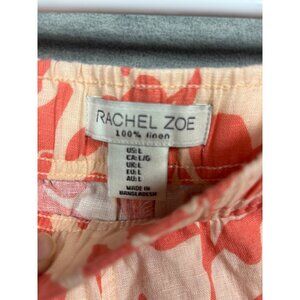 RACHEL ZOE
100% linen
US: L
CA: L/G
UK: L
EU: L
AU: L
MADE IN
BANGLADESH